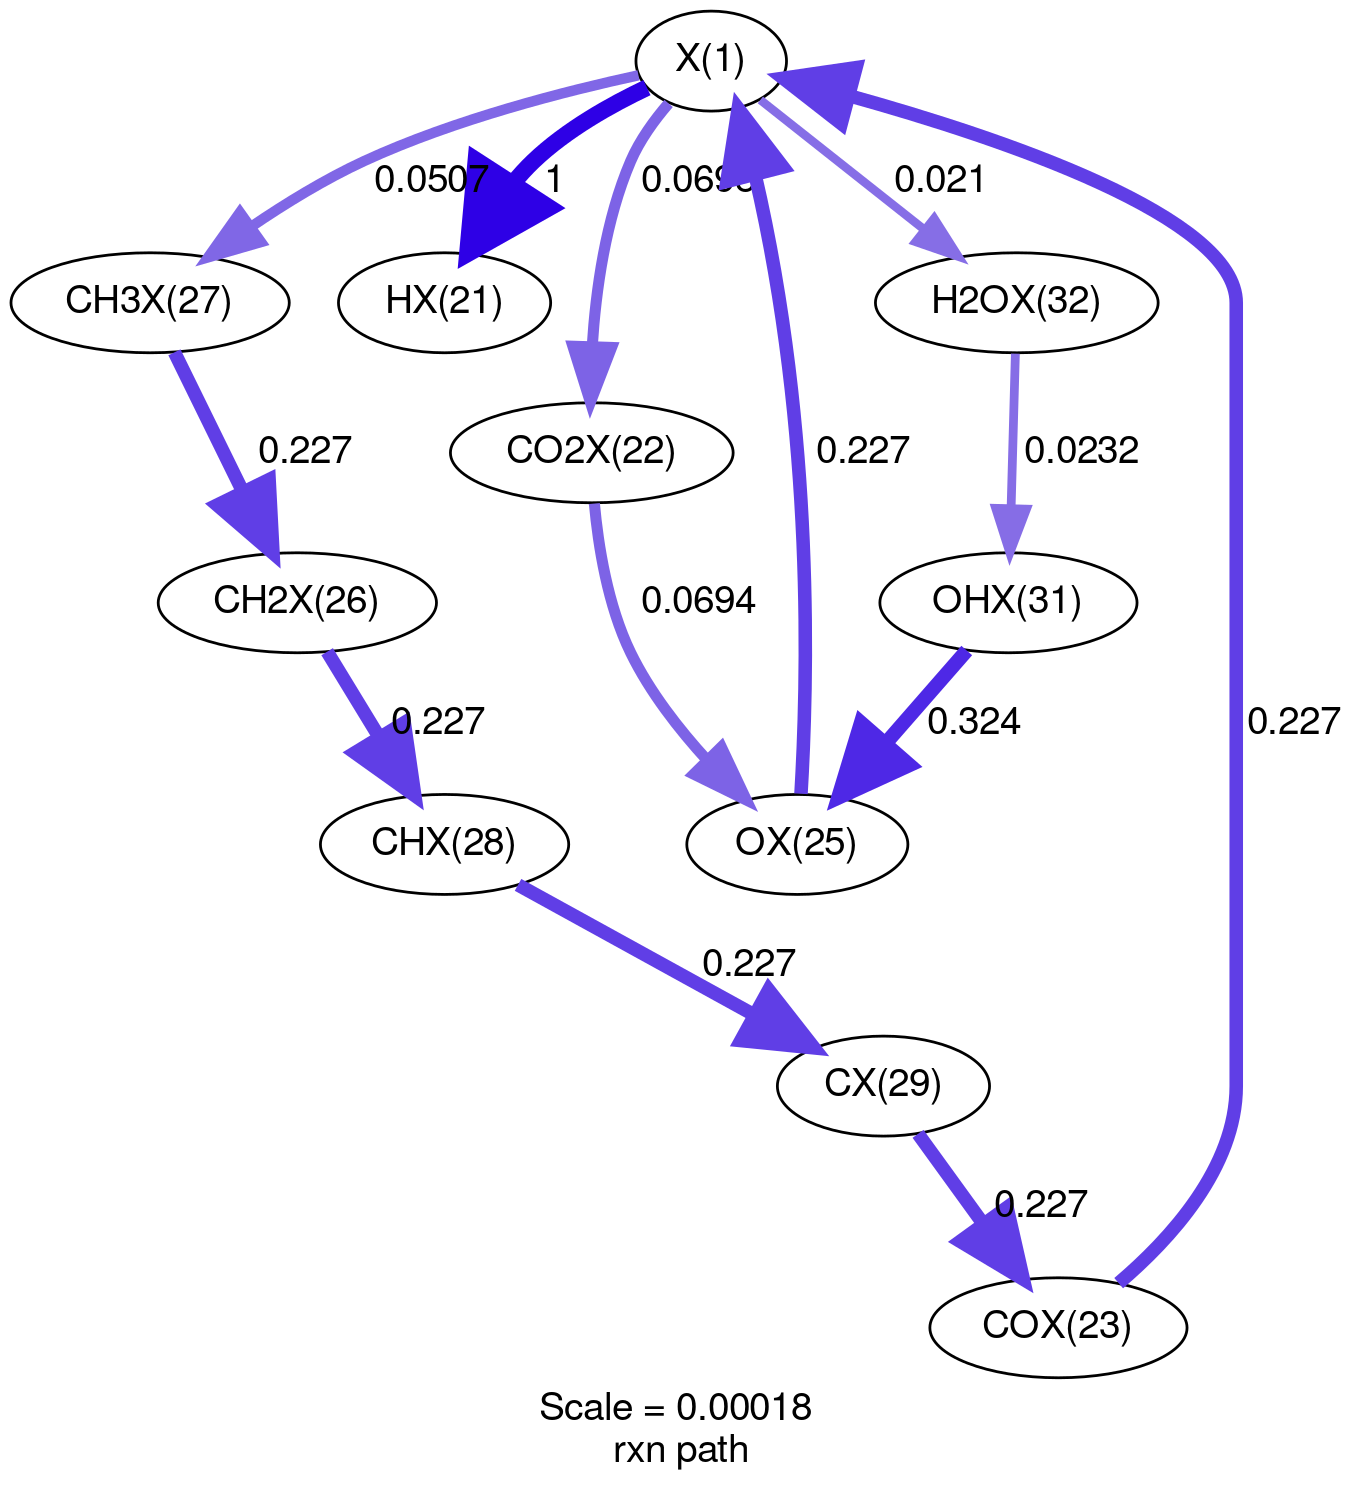 X(1)
0.0507
1
0.021
CH3X(27)
HX(21)
H2OX(32)
0.227
CO2X(22)
0.227
0.0232
CH2X(26)
0.0694
OHX(31)
0.227
0.324
0.227
CHX(28)
OX(25)
0.227
CX(29)
0.227
COX(23)
Scale = 0.00018
rxn path